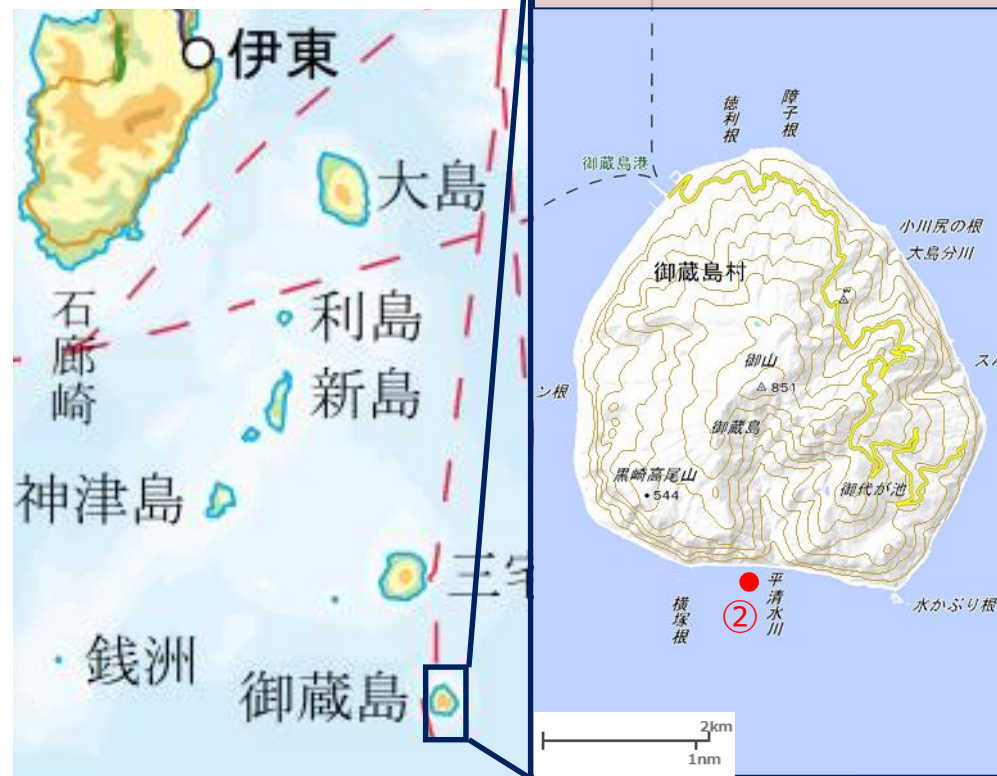 伊東
大島
石廊崎
利島
新島
神津島
三宅
銭洲
御蔵島
徳利根
障子根
御蔵島港
小川尻の根
大島分川
御蔵島村
御山
851
ン根
御蔵島
黒崎高尾山
544
御代が池
平清水川
②
横塚根
水かぶり根
2km
1nm